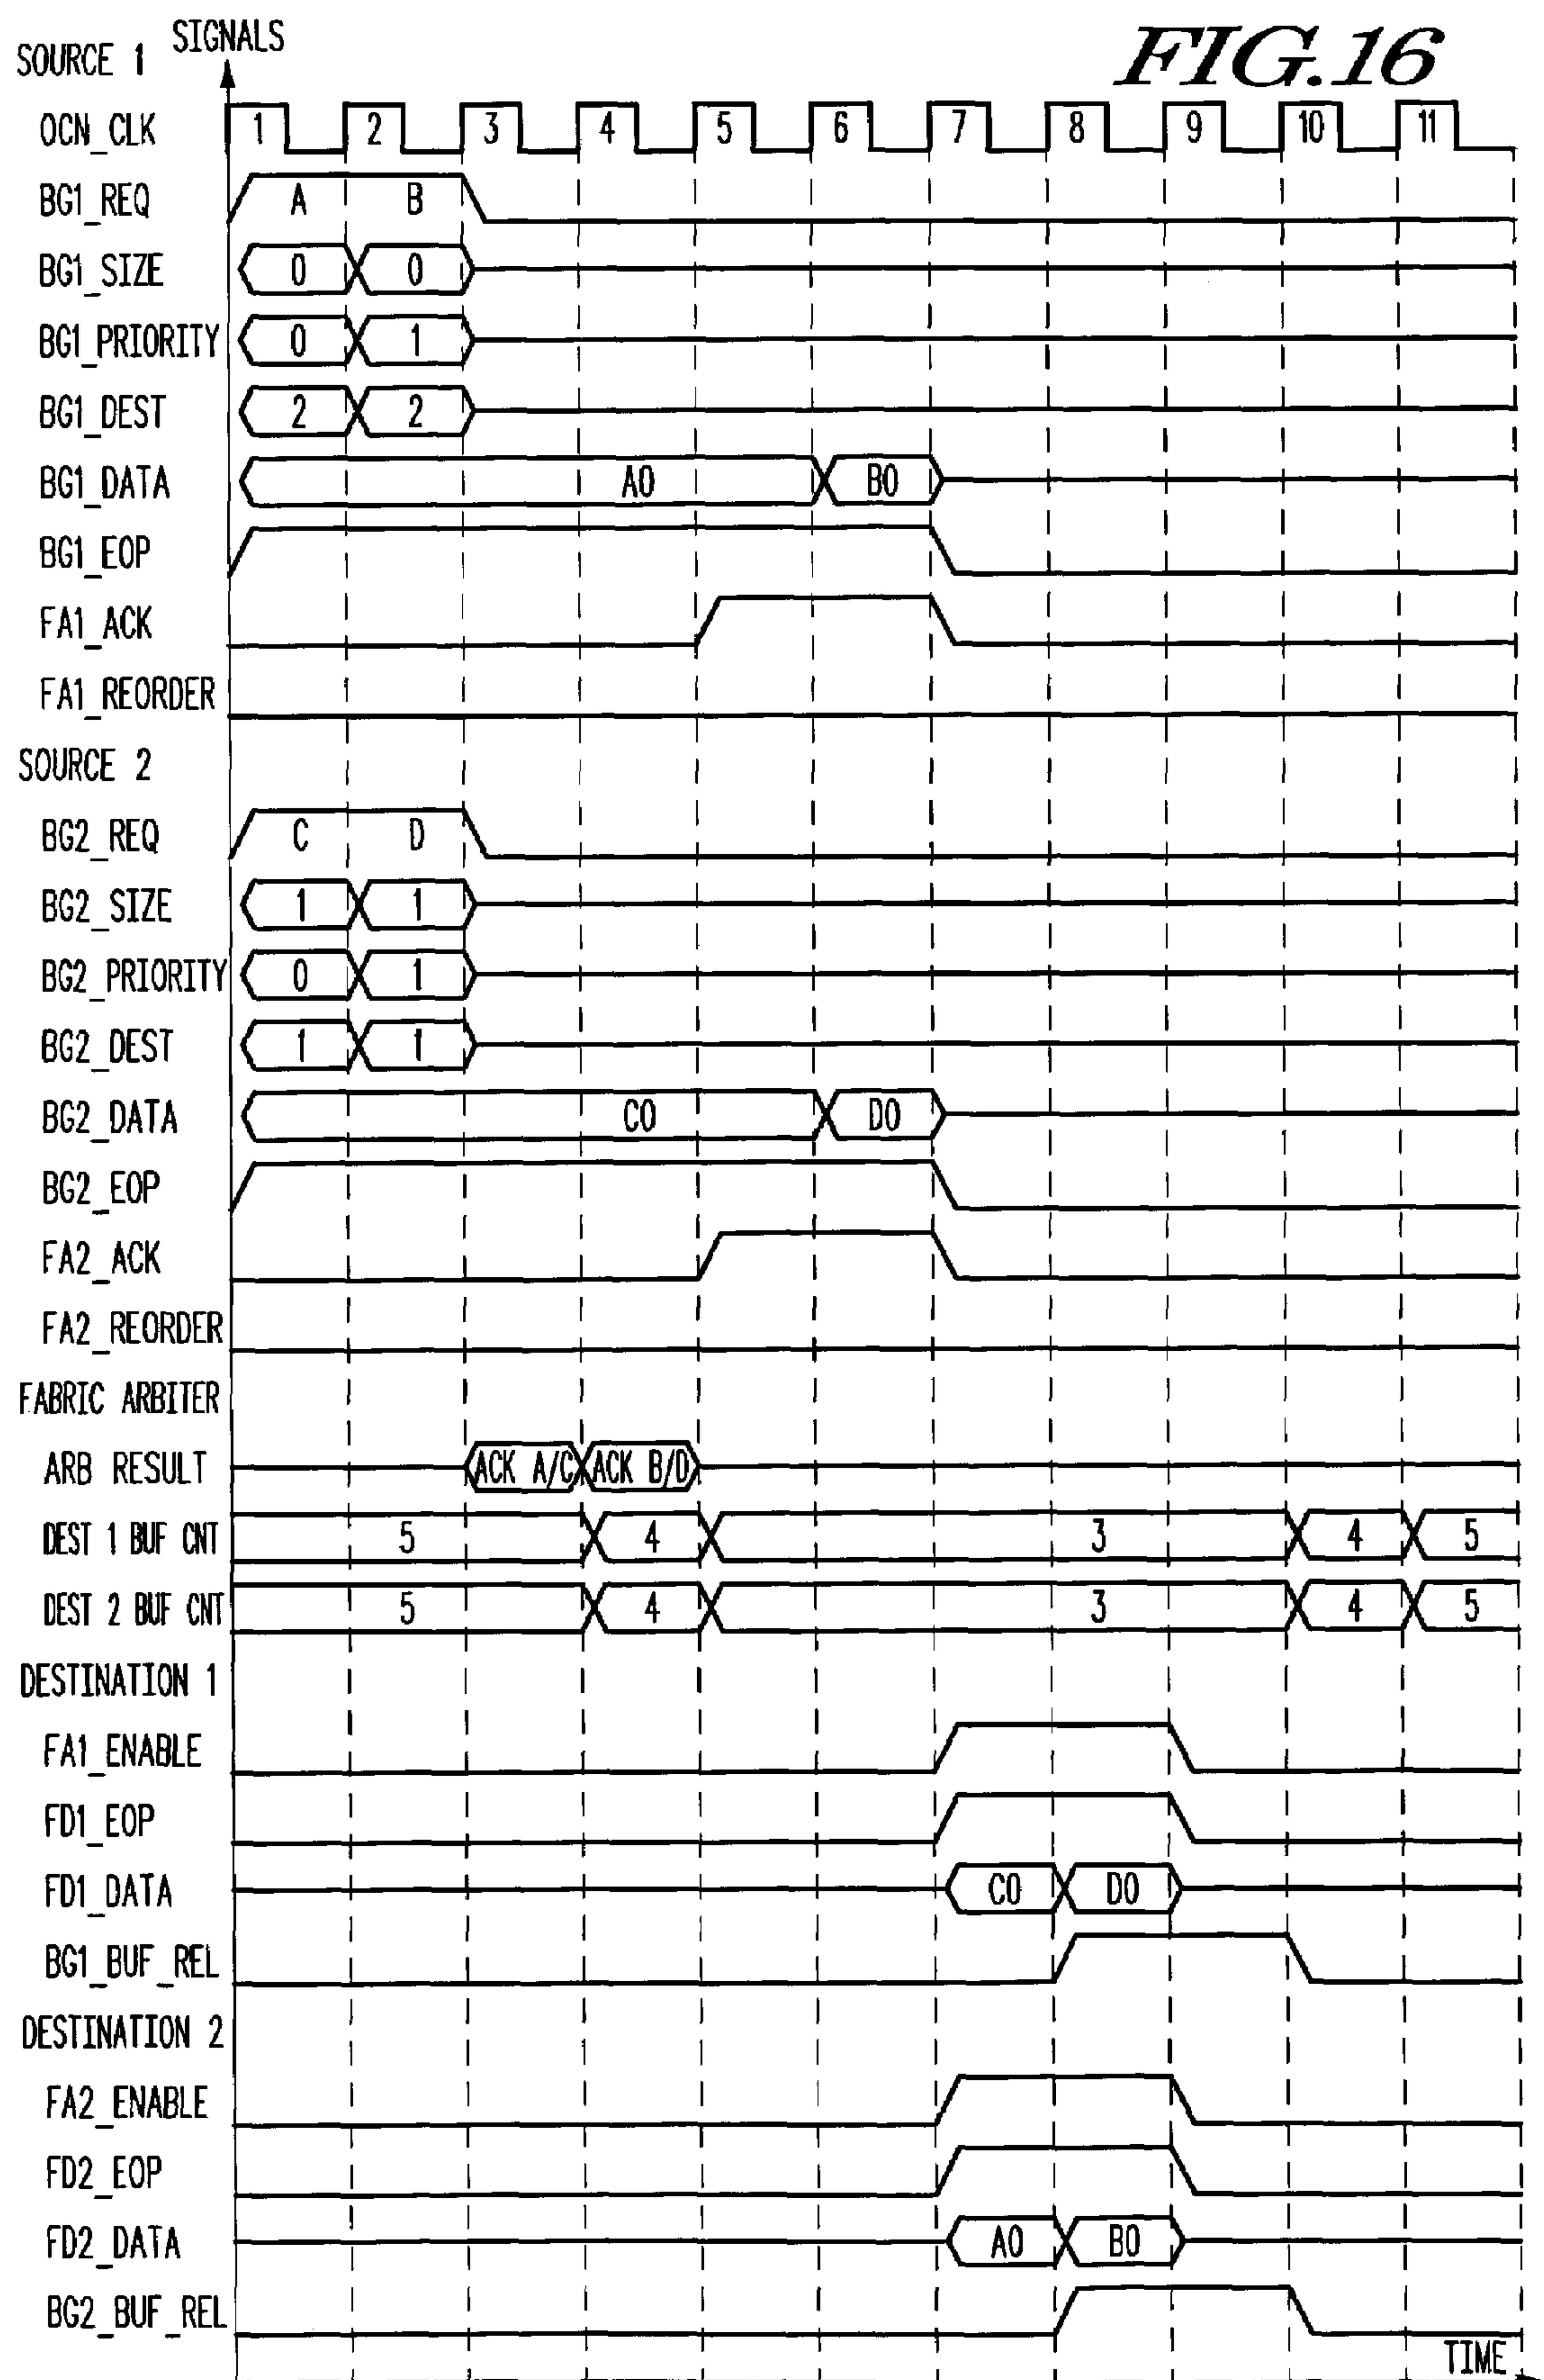 SIGNALS
FIG.16
SOURCE 1
OCN_CLK 1 2 3 4 5 6 7 8 9 10 11
BG1_REQ A B
BG1_SIZE 0 0
BG1_PRIORITY 0 1
BG1_DEST 2 2
BG1_DATA A0 B0
BG1_EOP
FA1_ACK
FA1_REORDER
SOURCE 2
BG2_REQ C D
BG2_SIZE 1 1
BG2_PRIORITY 0 1
BG2_DEST 1 1
BG2_DATA C0 D0
BG2_EOP
FA2_ACK
FA2_REORDER
FABRIC ARBITER
ARB RESULT ACK A/C ACK B/D
DEST 1 BUF CNT 5 4 3 4 5
DEST 2 BUF CNT 5 4 3 4 5
DESTINATION 1
FA1_ENABLE
FD1_EOP
FD1_DATA C0 D0
BG1_BUF_REL
DESTINATION 2
FA2_ENABLE
FD2_EOP
FD2_DATA A0 B0
BG2_BUF_REL
TIME